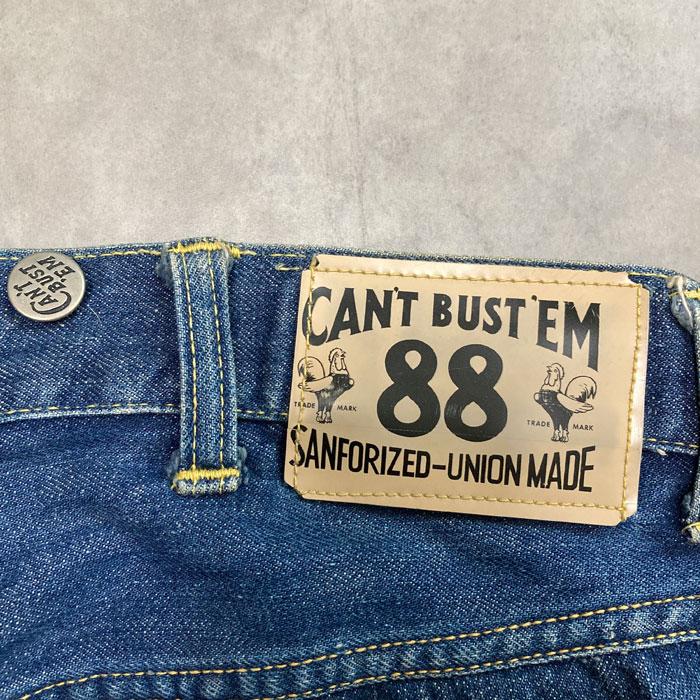 CAN'T
BUST
'EM
CAN'T BUST 'EM
88
TRADE MARK
TRADE MARK
SANFORIZED-UNION MADE